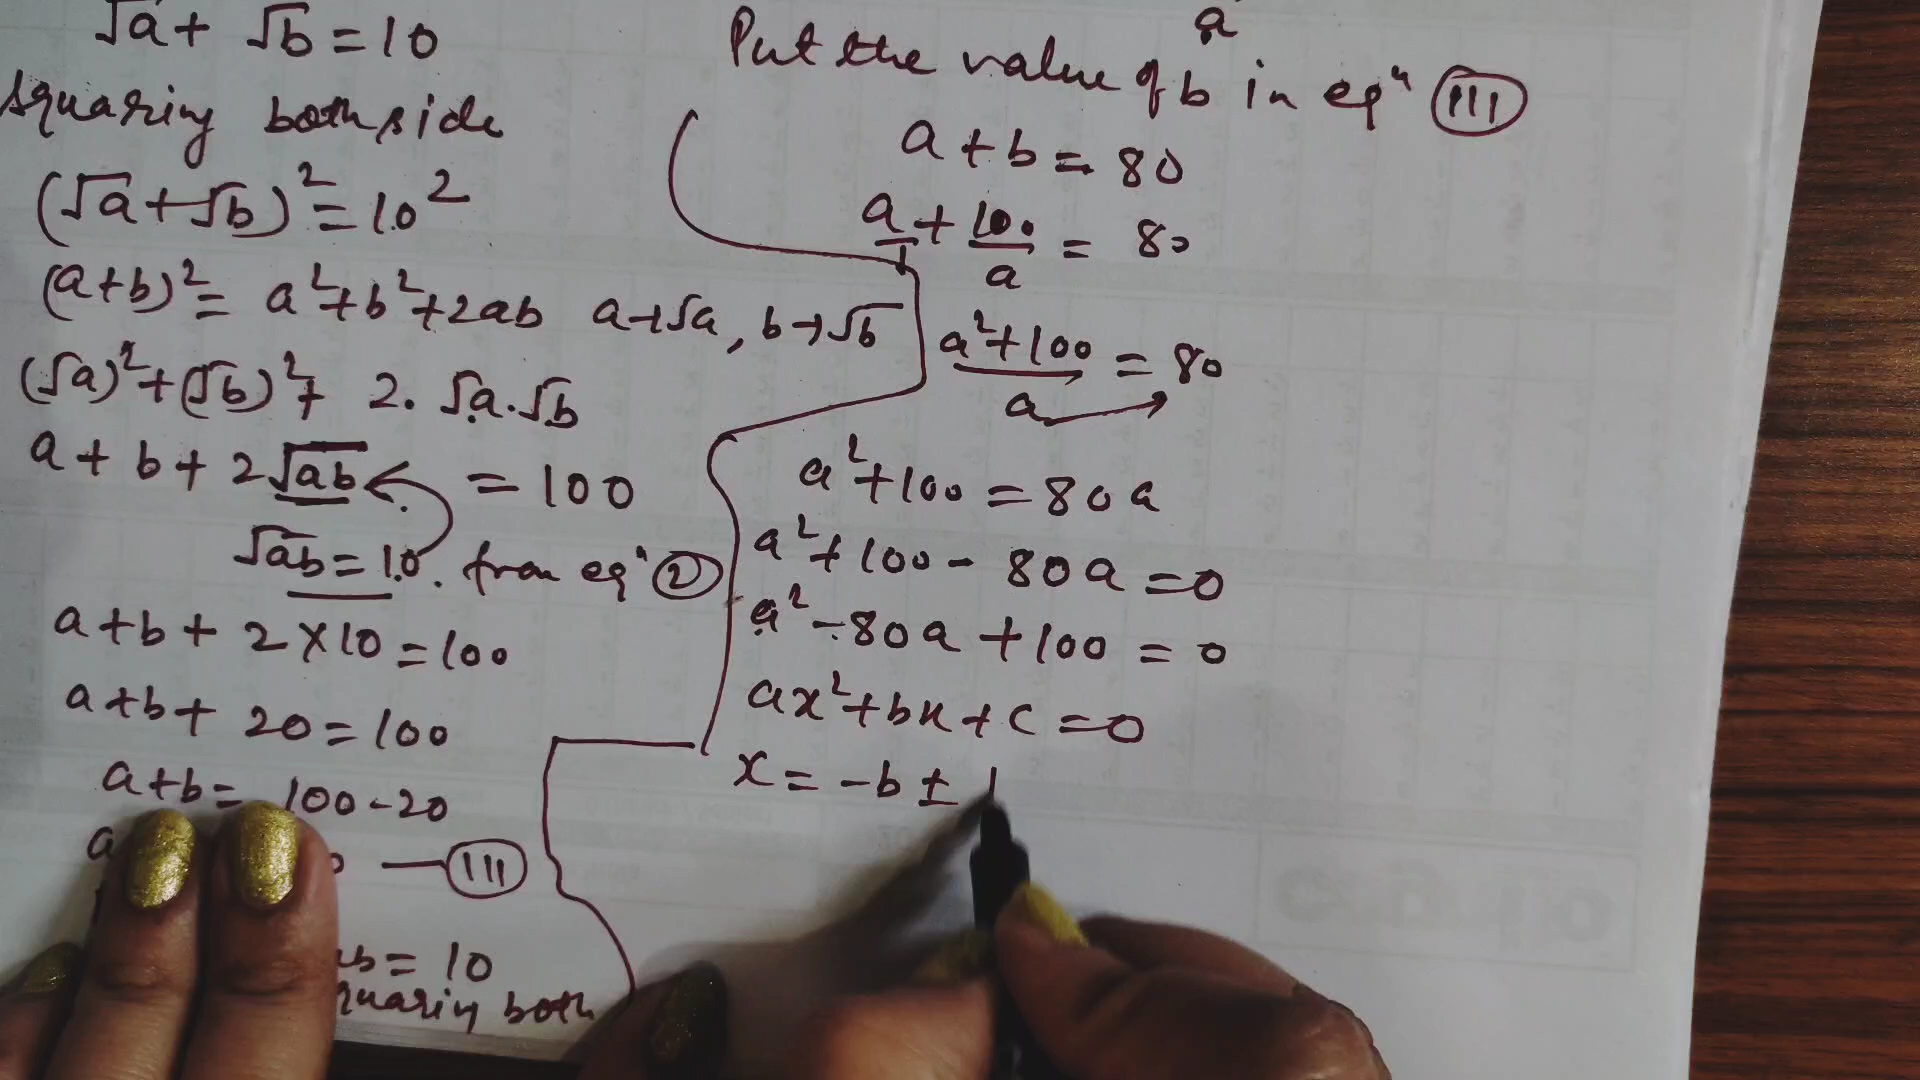 √a + √b = 10
squaring both side
(√a + √b)² = 10²
(a+b)² = a²+b²+2ab a→√a, b→√b
(√a)²+(√b)²+ 2. √a.√b
a + b + 2√ab = 100
√ab = 10. from eqⁿ ②
a+b+ 2×10 = 100
a+b+ 20 = 100
a+b = 100-20
a
III
= 10
both
a
Put the value of b in eqⁿ III
a + b = 80
a/1 + 100/a = 80
a²+100/a = 80
a²+100 = 80a
a²+100 - 80a = 0
a² - 80a + 100 = 0
ax²+bx+c = 0
x = -b ±